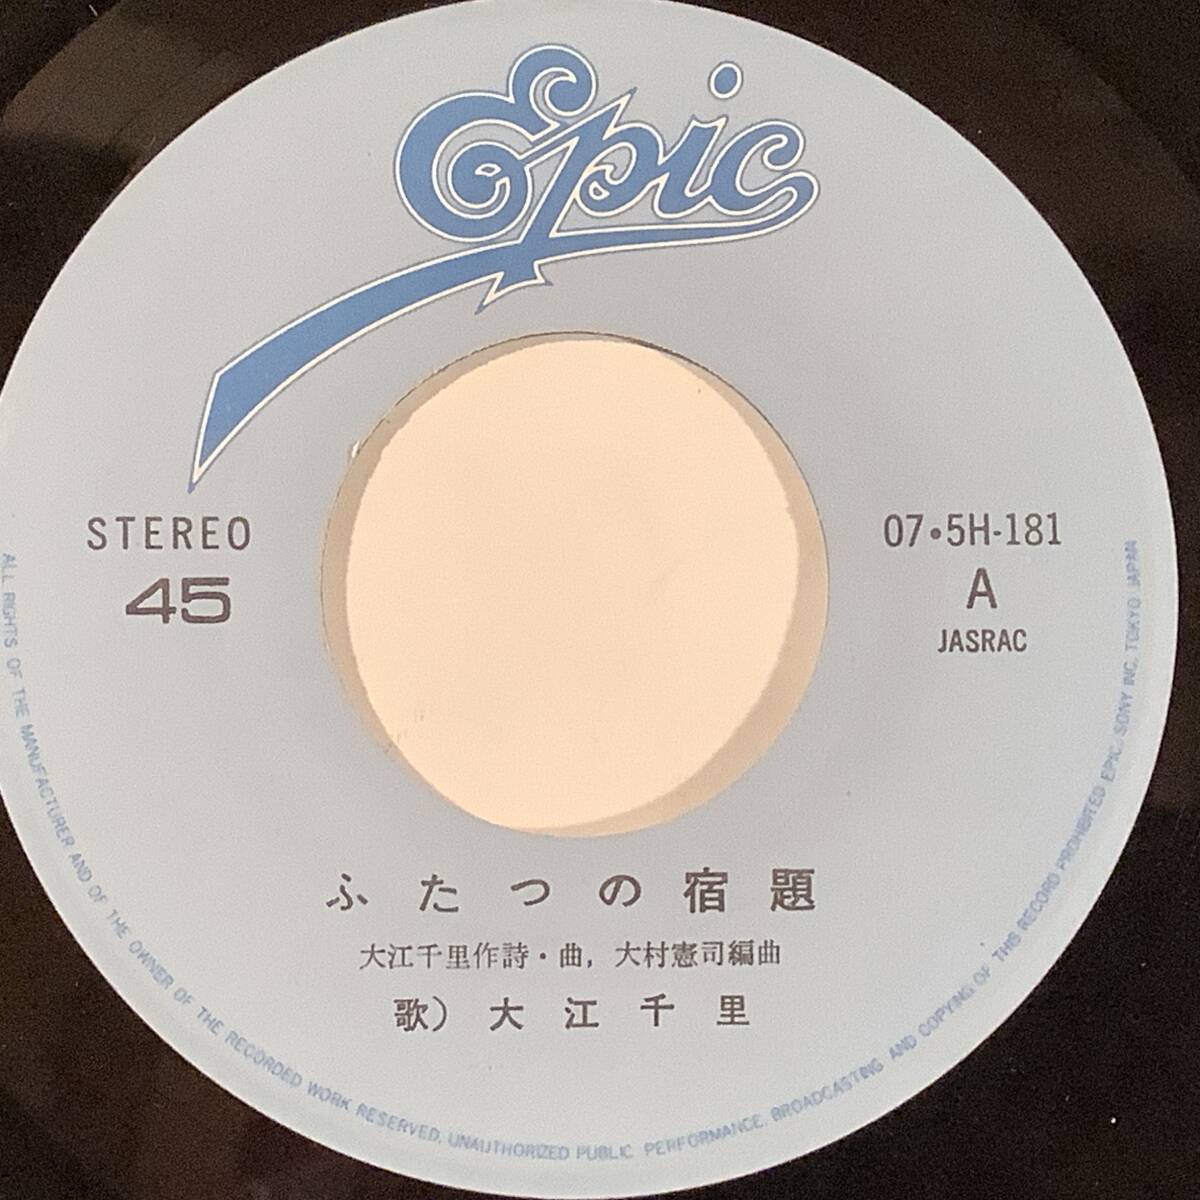 Epic
STEREO
45
07・5H-181
A
JASRAC
ふたつの宿題
大江千里作詩・曲, 大村憲司編曲
歌) 大江千里
ALL RIGHTS OF THE MANUFACTURER AND OF THE OWNER OF THE RECORDED WORK RESERVED. UNAUTHORIZED PUBLIC PERFORMANCE. BROADCASTING AND COPYING OF THIS RECORD PROHIBITED EPIC. SONY INC. TOKYO JAPAN